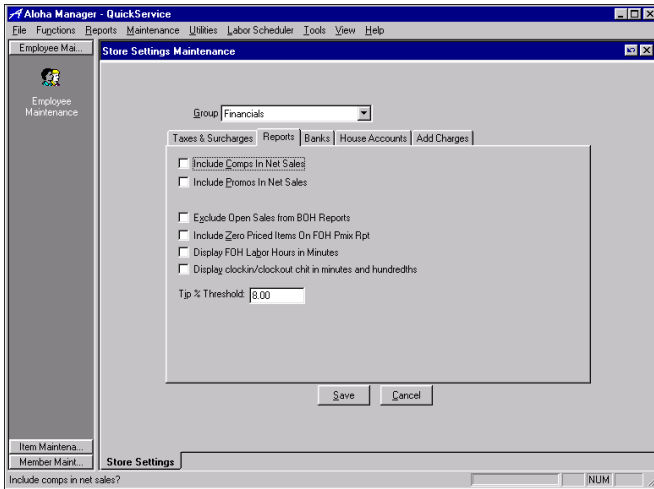 Aloha Manager - QuickService
File Functions Reports Maintenance Utilities Labor Scheduler Tools View Help
Employee Mai...
Store Settings Maintenance
Employee
Maintenance
Group Financials
Taxes & Surcharges Reports Banks House Accounts Add Charges
Include Comps In Net Sales
Include Promos In Net Sales
Exclude Open Sales from BOH Reports
Include Zero Priced Items On FOH Pmix Rpt
Display FOH Labor Hours in Minutes
Display clockin/clockout chit in minutes and hundredths
Tip % Threshold: 8.00
Save Cancel
Item Maintena...
Member Maint...
Store Settings
Include comps in net sales?
NUM